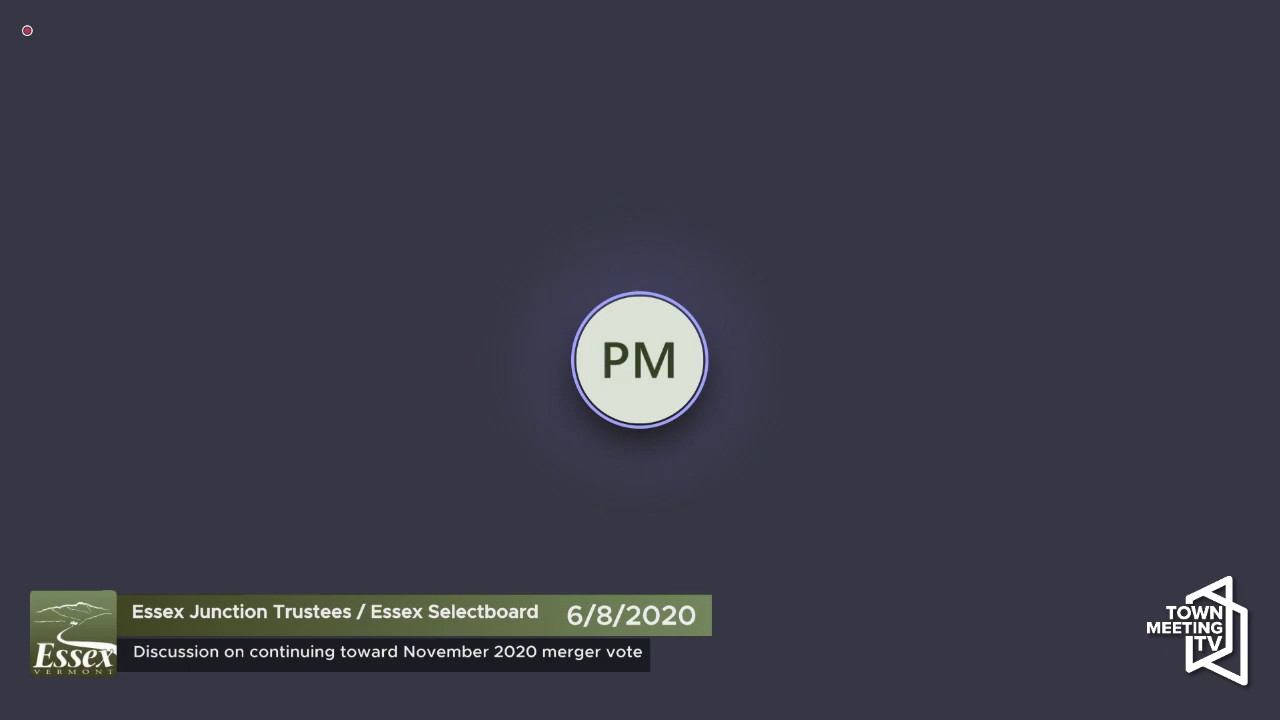 PM
Essex Junction Trustees / Essex Selectboard
6/8/2020
Discussion on continuing toward November 2020 merger vote
Essex
VERMONT
TOWN
MEETING
TV